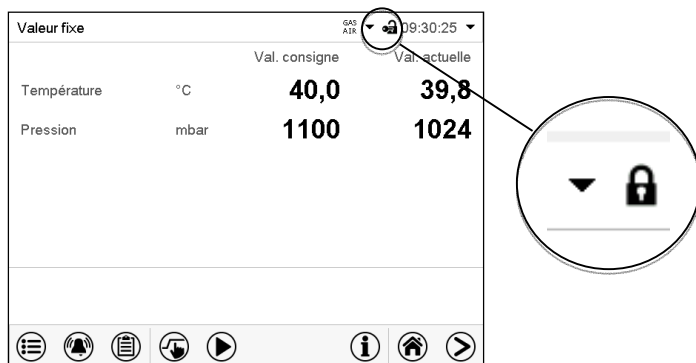 Valeur fixe GAS AIR 09:30:25
Val. consigne Val. actuelle
Température °C 40,0 39,8
Pression mbar 1100 1024